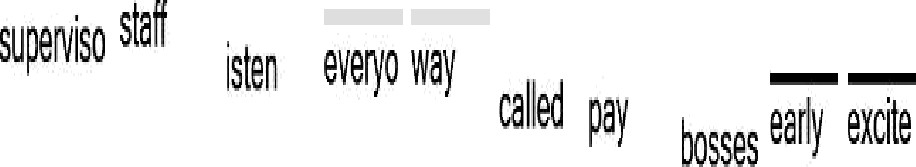 superviso staff
isten everyo way
called pay
bosses early excite